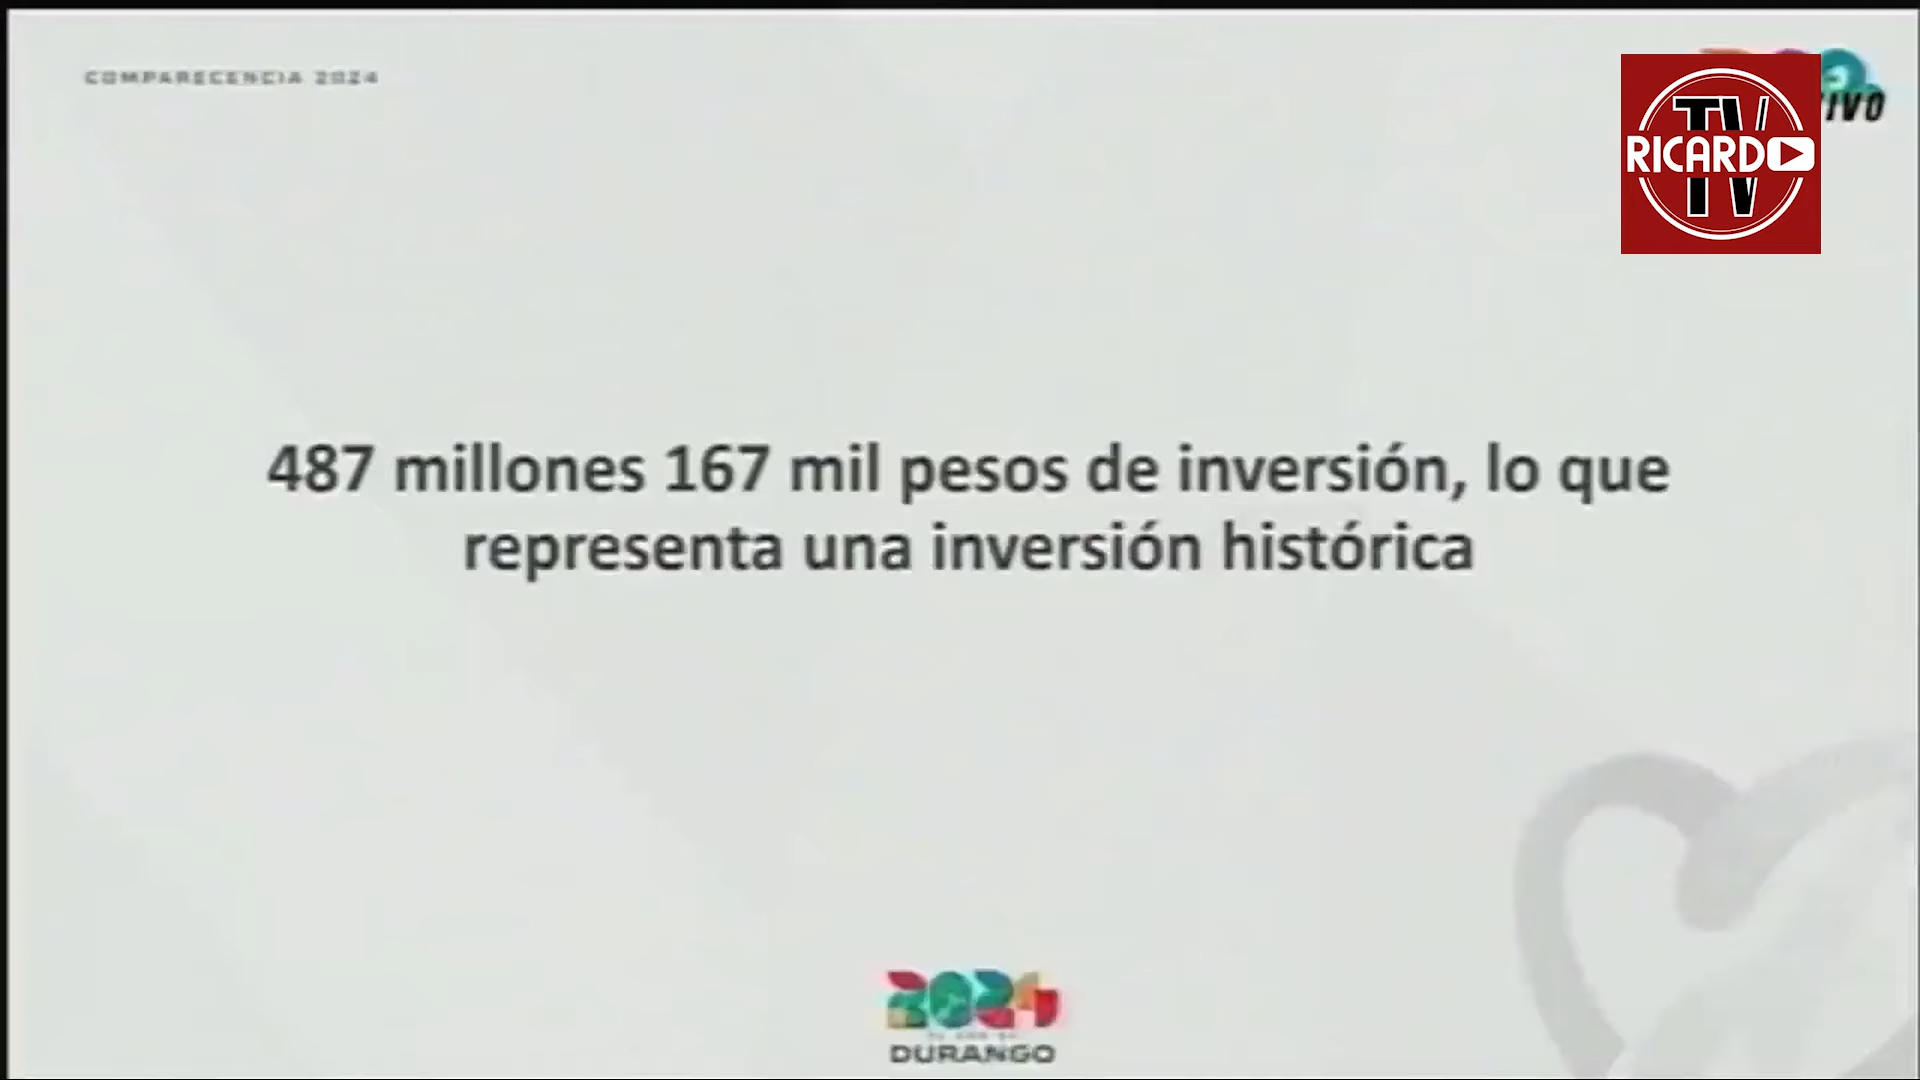 COMPARECENCIA 2024
TV
RICARDO
487 millones 167 mil pesos de inversión, lo que
representa una inversión histórica
2024
DURANGO